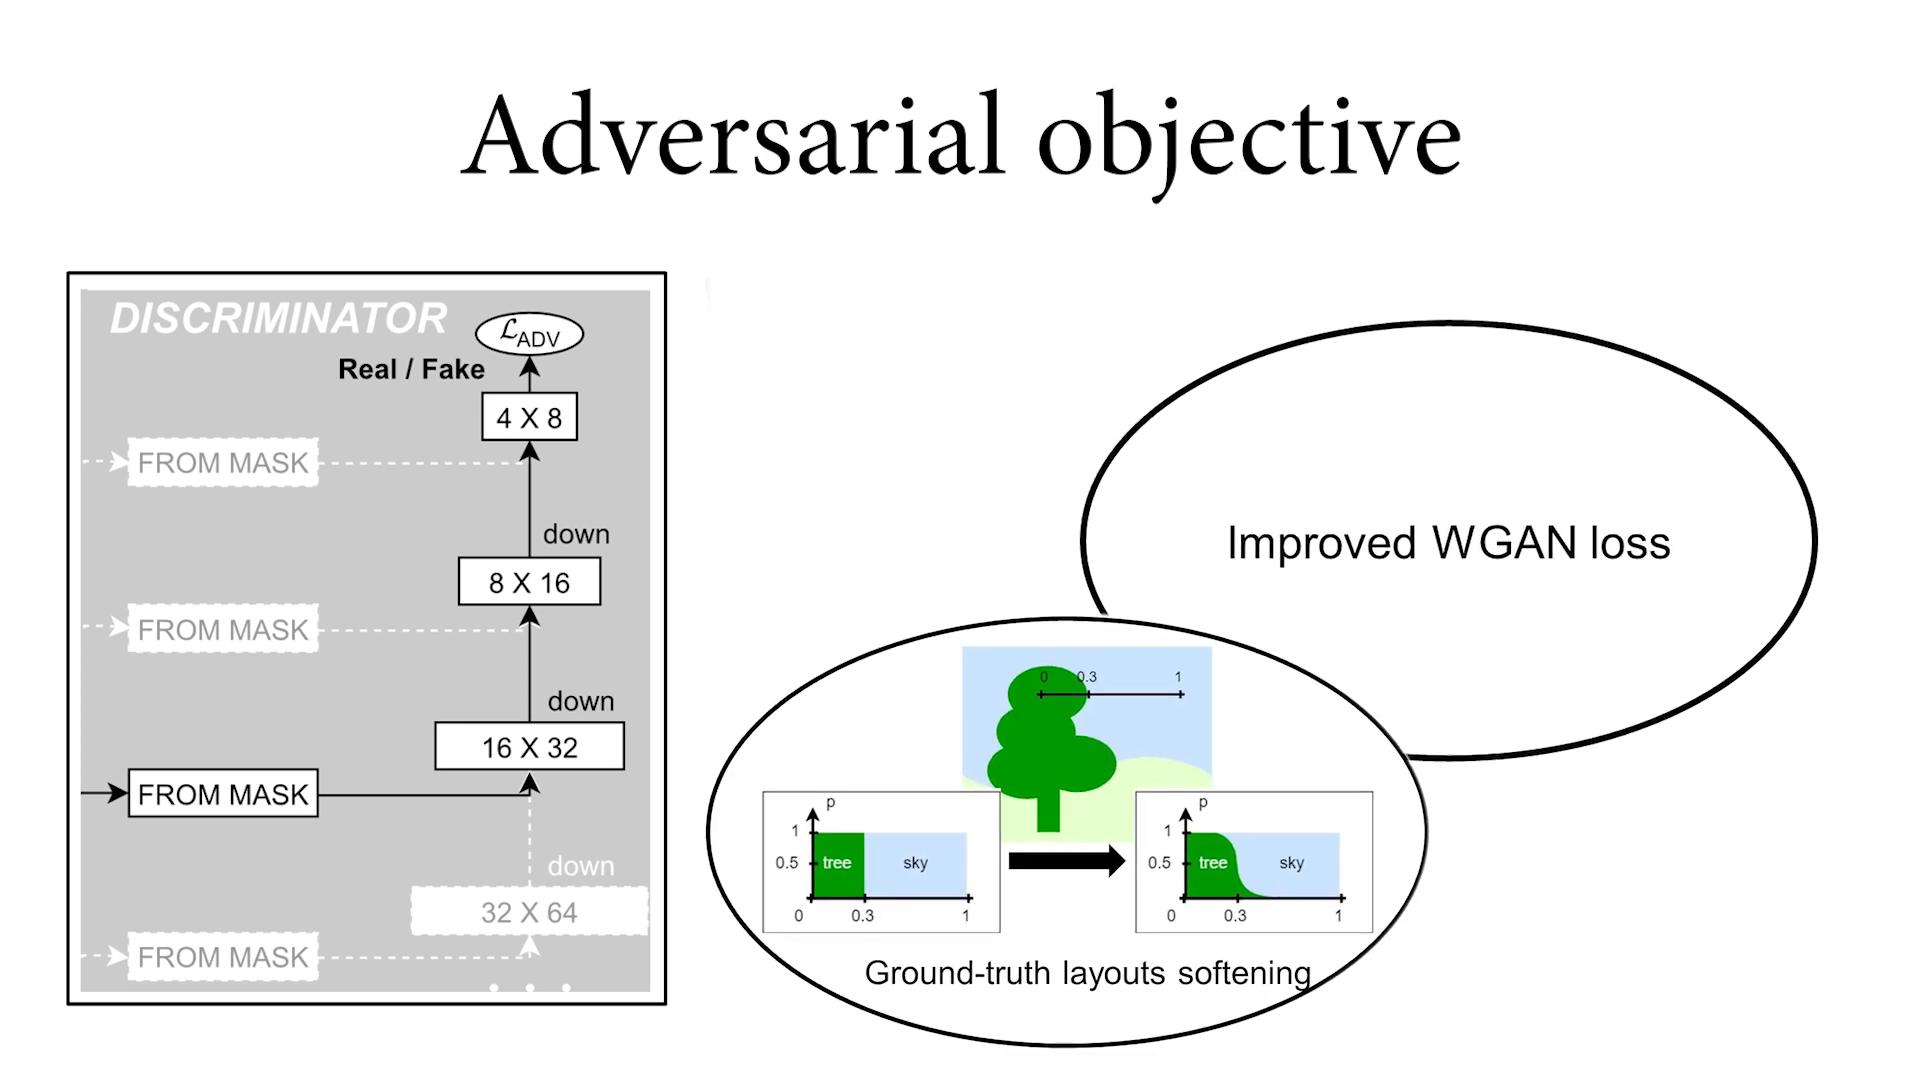 Adversarial objective
DISCRIMINATOR
ℒADV
Real / Fake
4 X 8
FROM MASK
down
8 X 16
FROM MASK
down
16 X 32
FROM MASK
down
32 X 64
FROM MASK
Improved WGAN loss
0 0.3 1
p
1
0.5
tree
sky
0 0.3 1
p
1
0.5
tree
sky
0 0.3 1
Ground-truth layouts softening